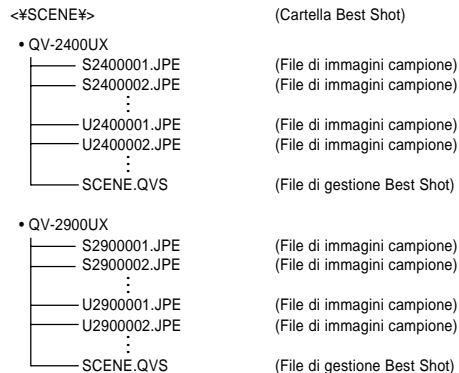 <¥SCENE¥> (Cartella Best Shot)
• QV-2400UX
S2400001.JPE (File di immagini campione)
S2400002.JPE (File di immagini campione)
U2400001.JPE (File di immagini campione)
U2400002.JPE (File di immagini campione)
SCENE.QVS (File di gestione Best Shot)
• QV-2900UX
S2900001.JPE (File di immagini campione)
S2900002.JPE (File di immagini campione)
U2900001.JPE (File di immagini campione)
U2900002.JPE (File di immagini campione)
SCENE.QVS (File di gestione Best Shot)